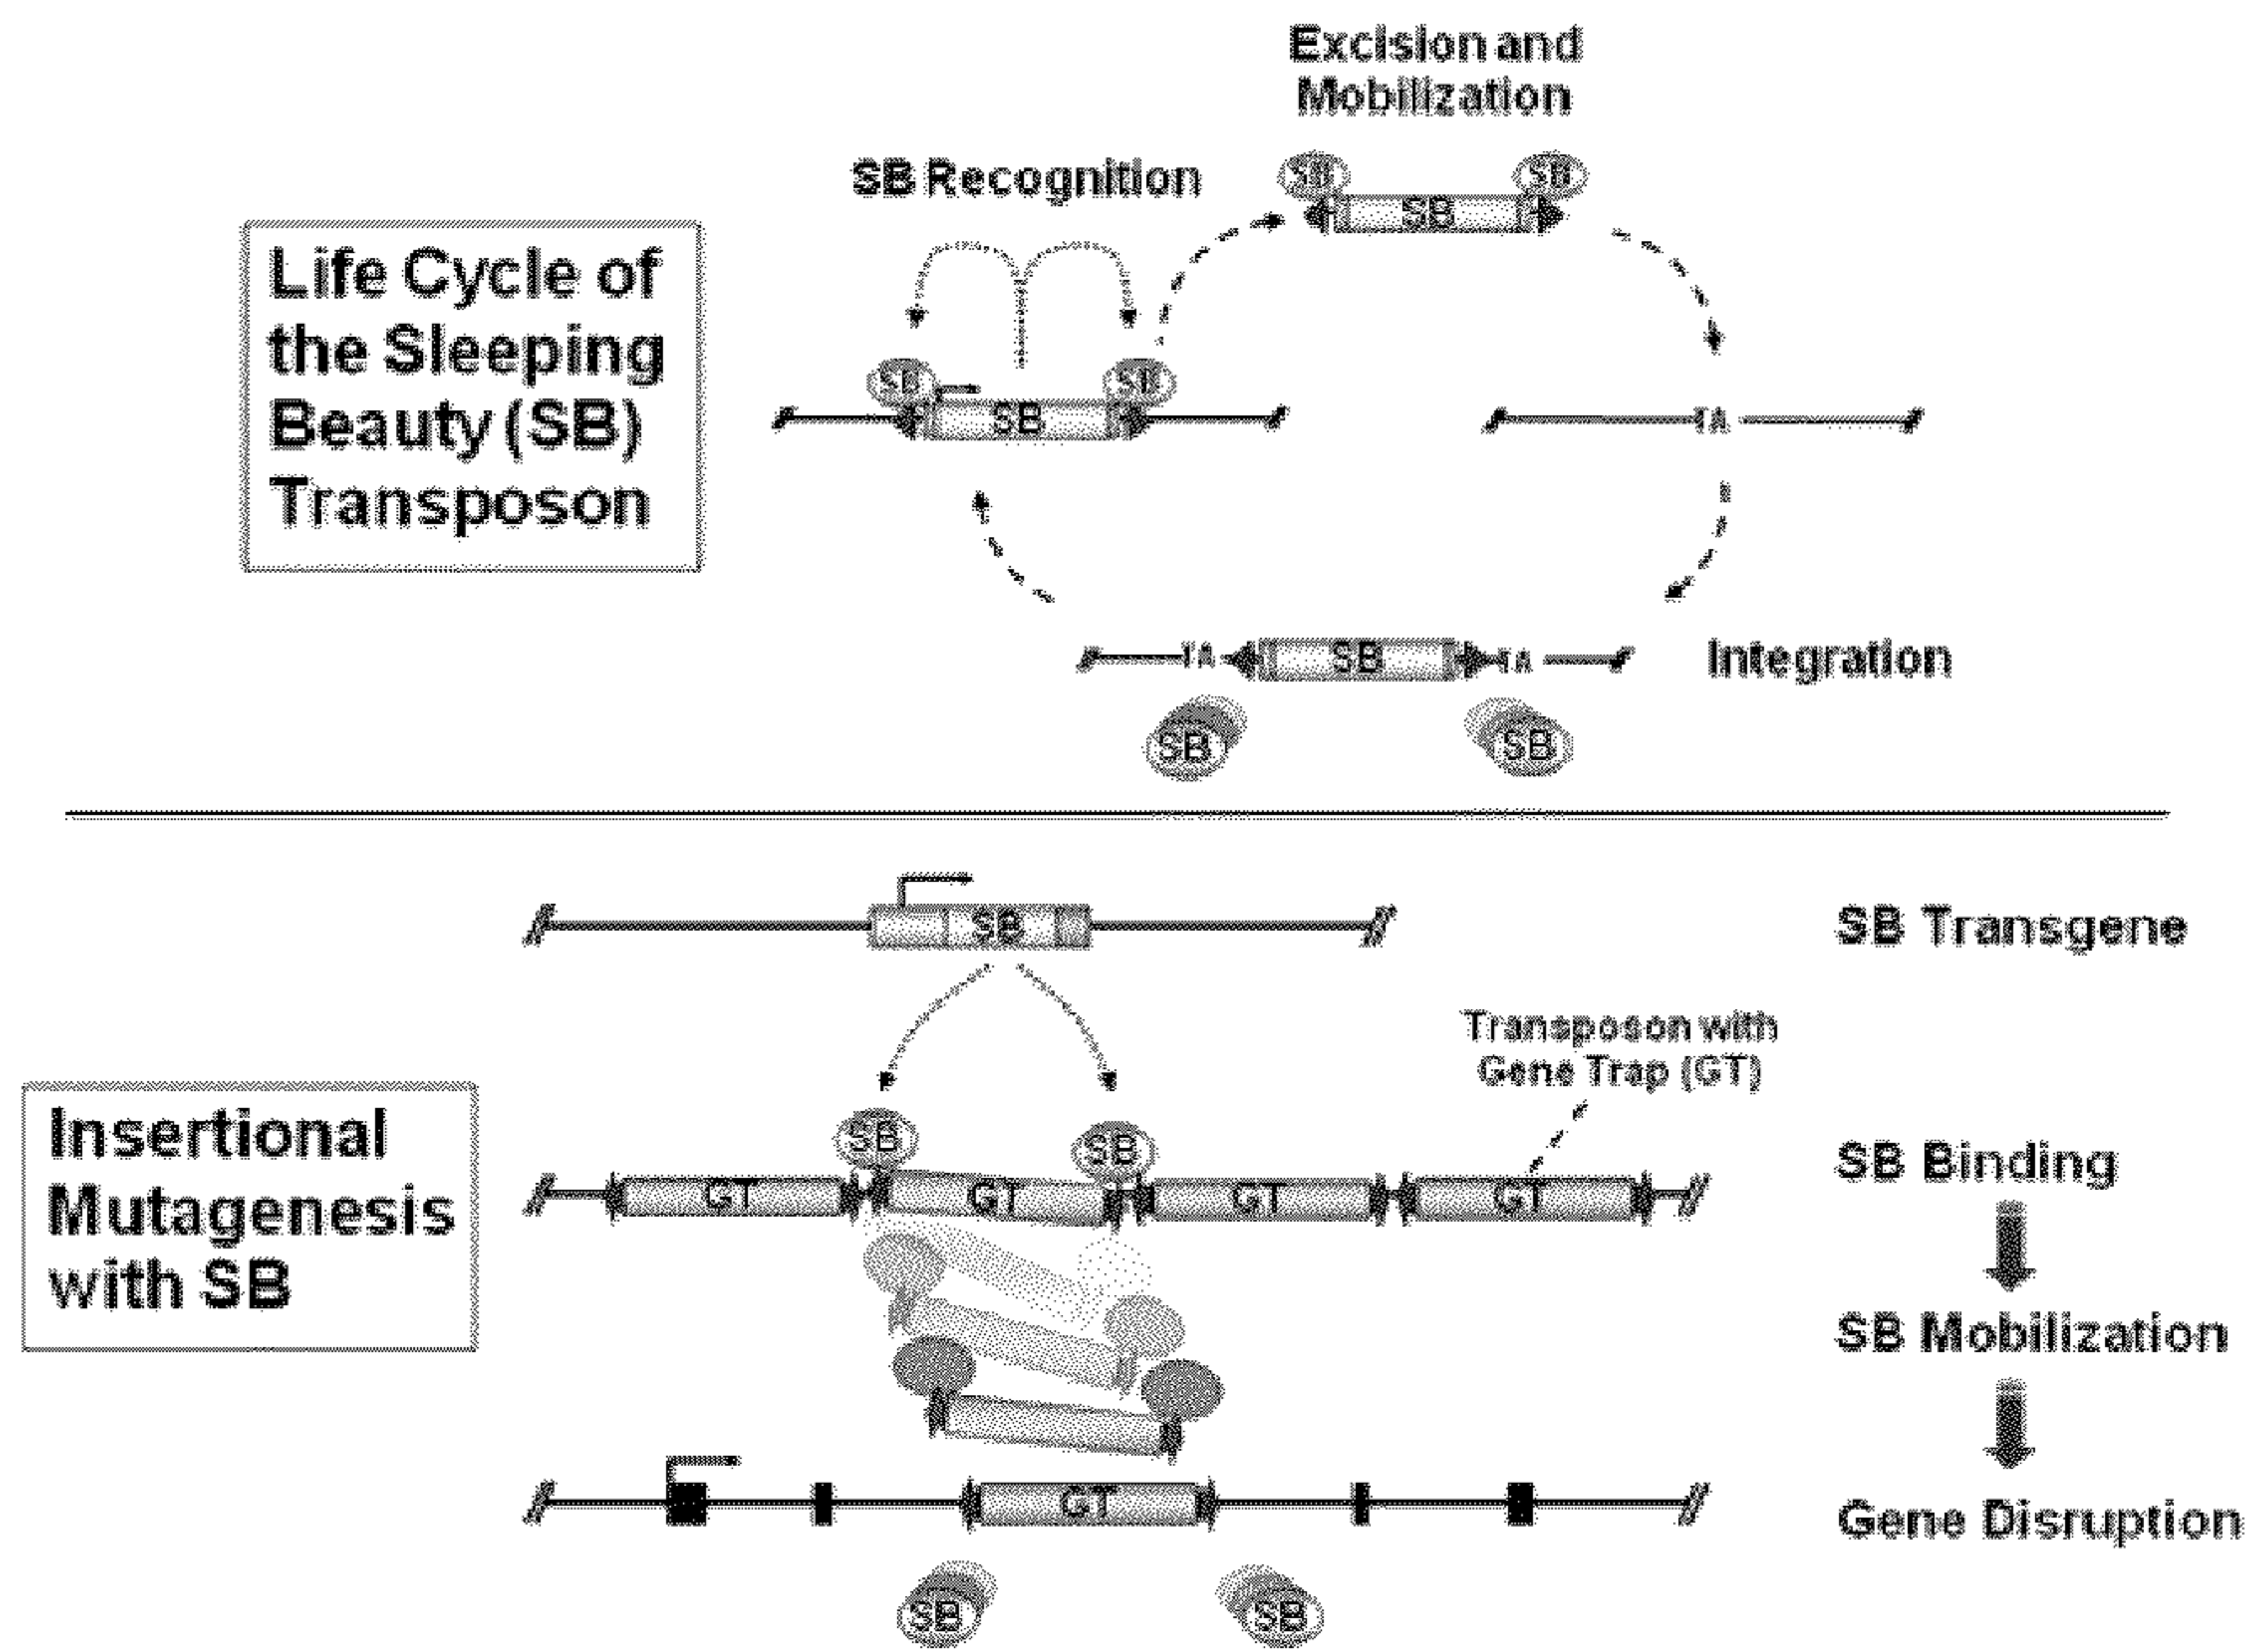 Excision and
Mobilization
SB Recognition
SB
SB
SB
Life Cycle of
the Sleeping
Beauty (SB)
Transposon
SB
SB
SB
TA
TA
SB
TA
Integration
SB
SB
SB
SB Transgene
Transposon with
Gene Trap (GT)
Insertional
Mutagenesis
with SB
SB
SB
SB Binding
GT
GT
GT
GT
SB Mobilization
GT
Gene Disruption
SB
SB